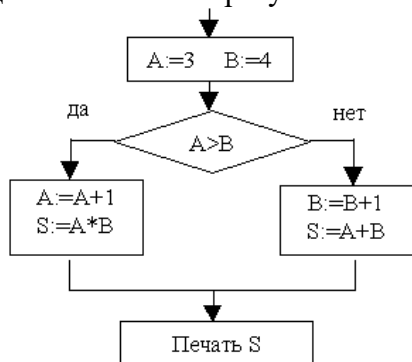 A:=3 B:=4
да
нет
A>B
A:=A+1
S:=A*B
B:=B+1
S:=A+B
Печать S